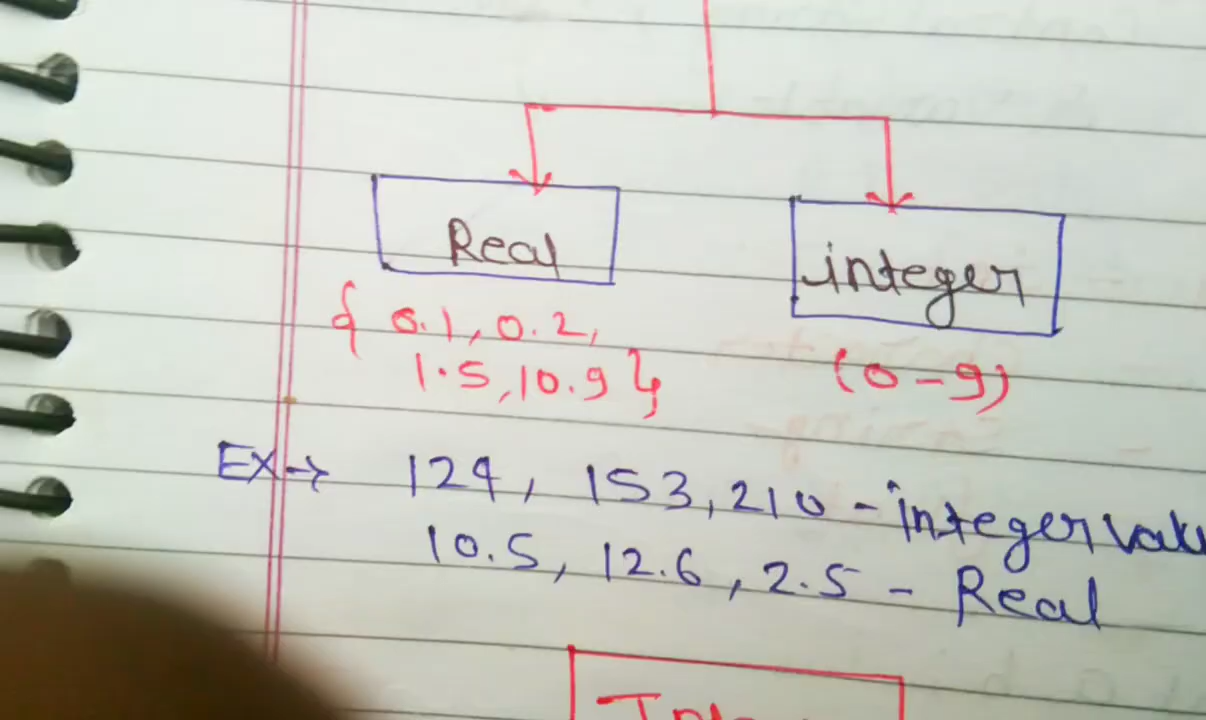 Real
integer
{ 0.1, 0.2,
1.5, 10.9 }
(0-9)
Ex→ 124, 153, 210 - integer
10.5, 12.6, 2.5 - Real